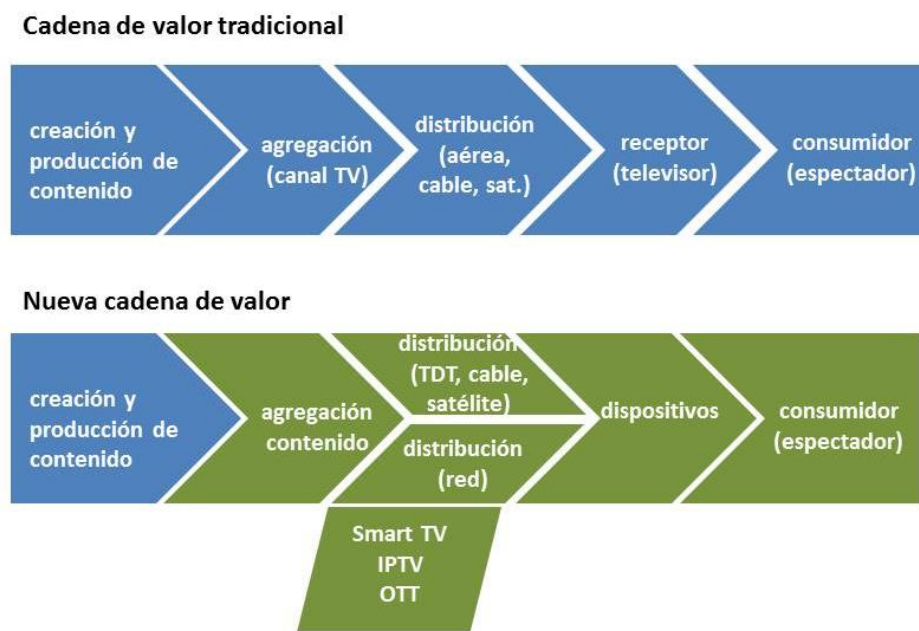 Cadena de valor tradicional
creación y
producción de
contenido
agregación
(canal TV)
distribución
(aérea,
cable, sat.)
receptor
(televisor)
consumidor
(espectador)
Nueva cadena de valor
creación y
producción de
contenido
agregación
contenido
distribución
(TDT, cable,
satélite)
distribución
(red)
Smart TV
IPTV
OTT
dispositivos
consumidor
(espectador)